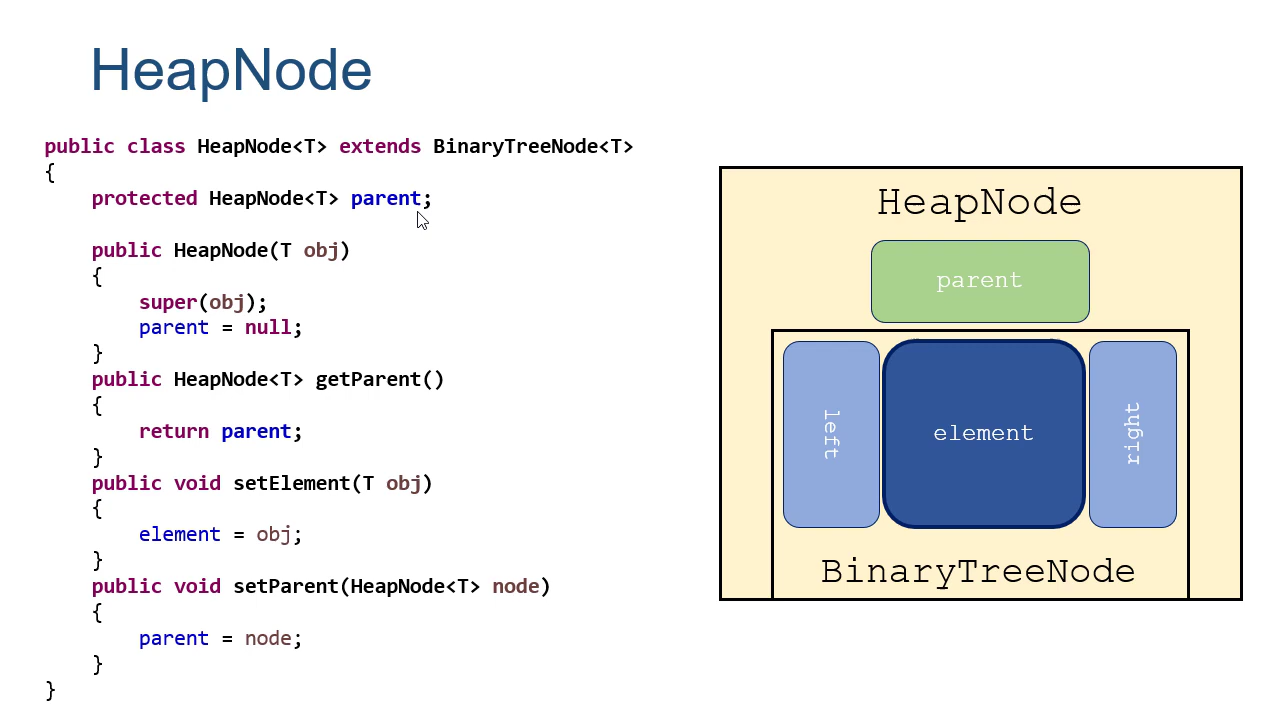 HeapNode
public class HeapNode<T> extends BinaryTreeNode<T>
{
protected HeapNode<T> parent;
public HeapNode(T obj)
{
super(obj);
parent = null;
}
public HeapNode<T> getParent()
{
return parent;
}
public void setElement(T obj)
{
element = obj;
}
public void setParent(HeapNode<T> node)
{
parent = node;
}
}
HeapNode
parent
left
element
right
BinaryTreeNode